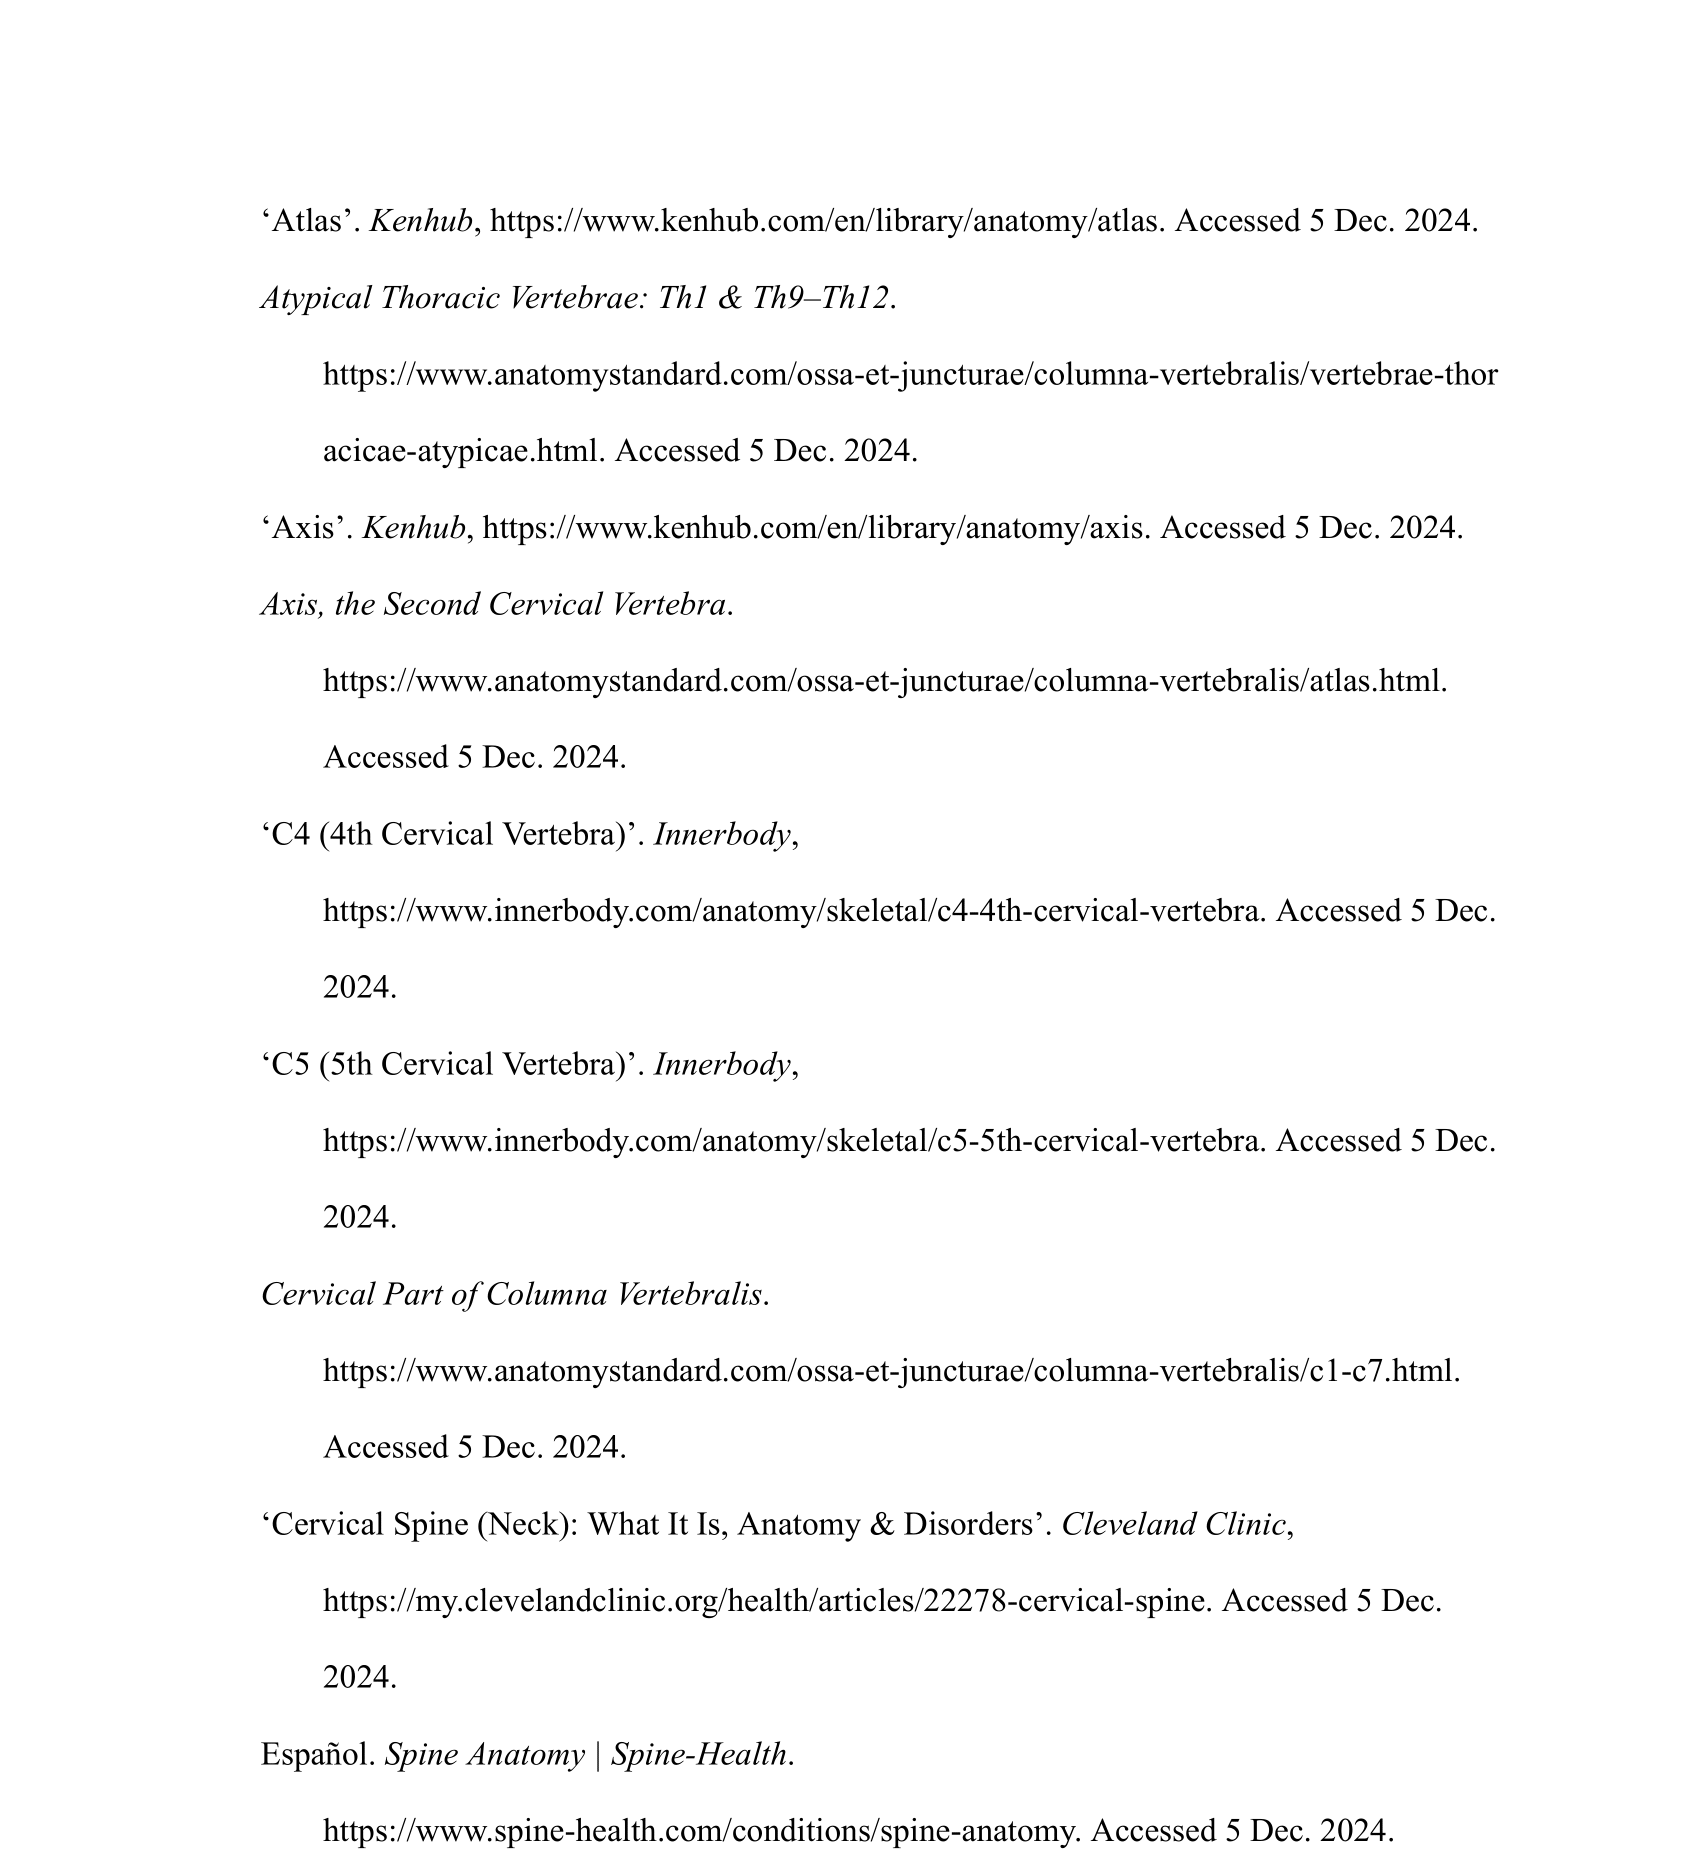 ‘Atlas’. Kenhub, https://www.kenhub.com/en/library/anatomy/atlas. Accessed 5 Dec. 2024.
Atypical Thoracic Vertebrae: Th1 & Th9–Th12.
https://www.anatomystandard.com/ossa-et-juncturae/columna-vertebralis/vertebrae-thor
acicae-atypicae.html. Accessed 5 Dec. 2024.
‘Axis’. Kenhub, https://www.kenhub.com/en/library/anatomy/axis. Accessed 5 Dec. 2024.
Axis, the Second Cervical Vertebra.
https://www.anatomystandard.com/ossa-et-juncturae/columna-vertebralis/atlas.html.
Accessed 5 Dec. 2024.
‘C4 (4th Cervical Vertebra)’. Innerbody,
https://www.innerbody.com/anatomy/skeletal/c4-4th-cervical-vertebra. Accessed 5 Dec.
2024.
‘C5 (5th Cervical Vertebra)’. Innerbody,
https://www.innerbody.com/anatomy/skeletal/c5-5th-cervical-vertebra. Accessed 5 Dec.
2024.
Cervical Part of Columna Vertebralis.
https://www.anatomystandard.com/ossa-et-juncturae/columna-vertebralis/c1-c7.html.
Accessed 5 Dec. 2024.
‘Cervical Spine (Neck): What It Is, Anatomy & Disorders’. Cleveland Clinic,
https://my.clevelandclinic.org/health/articles/22278-cervical-spine. Accessed 5 Dec.
2024.
Español. Spine Anatomy | Spine-Health.
https://www.spine-health.com/conditions/spine-anatomy. Accessed 5 Dec. 2024.